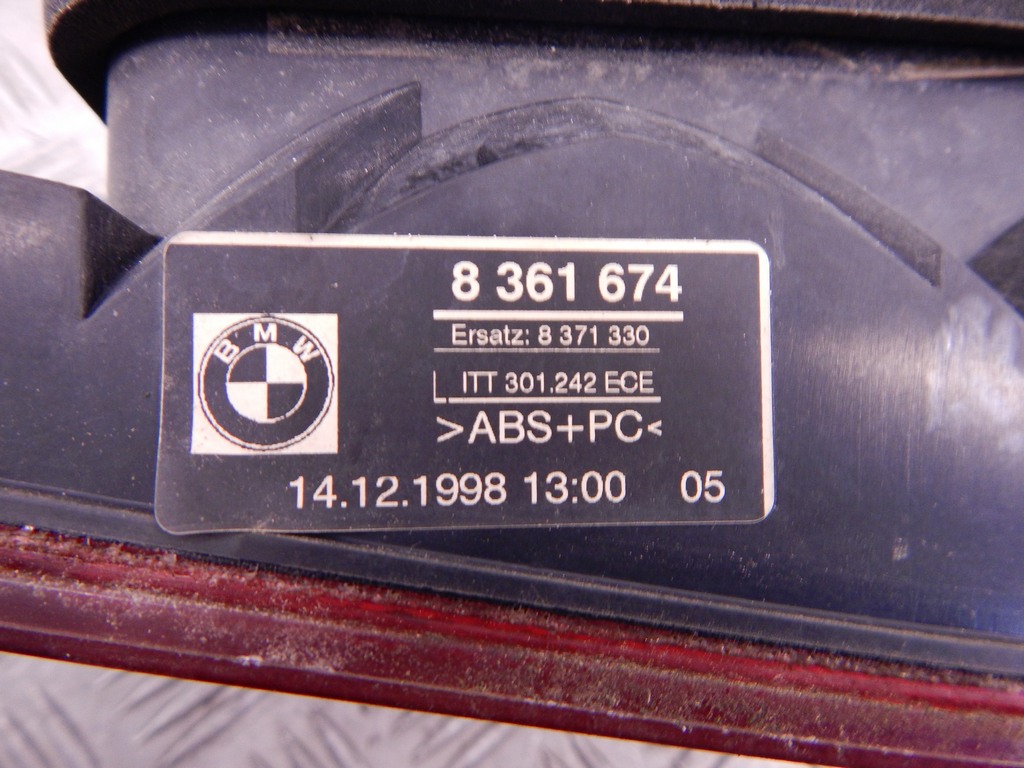 BMW
8 361 674
Ersatz: 8 371 330
ITT 301.242 ECE
>ABS+PC<
14.12.1998 13:00 05